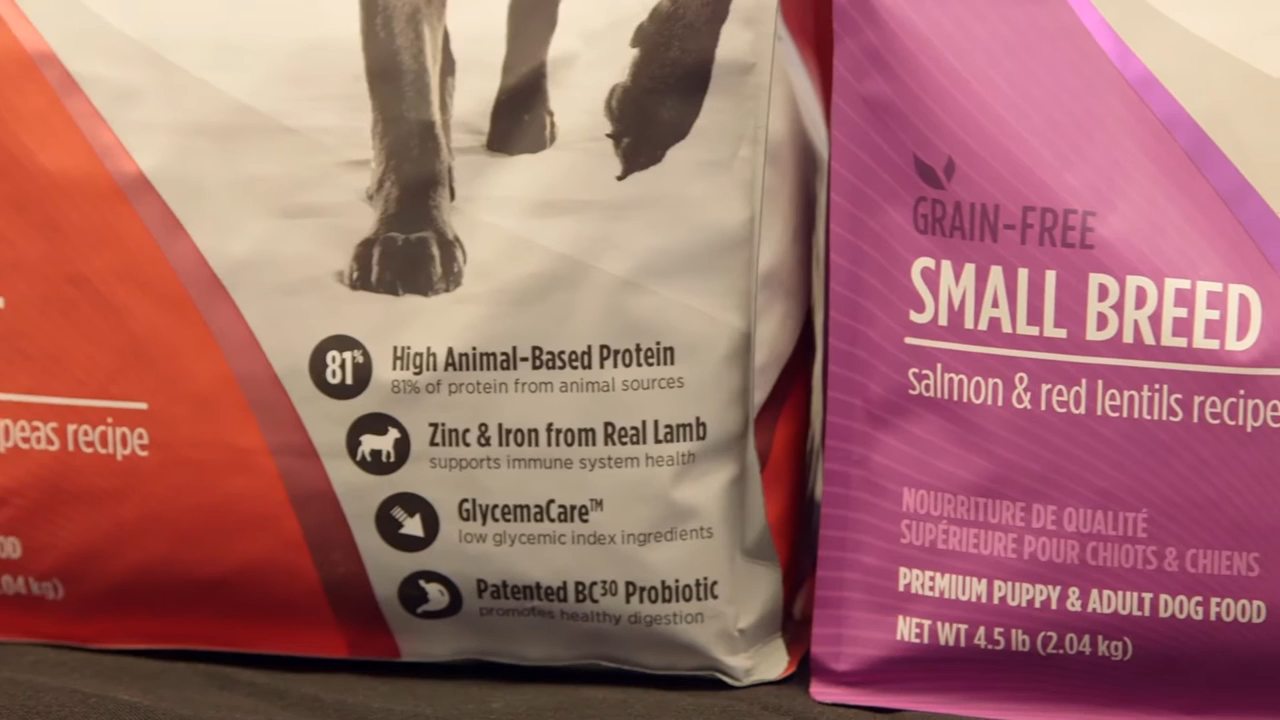 peas recipe
.04 kg)
81%
High Animal-Based Protein
81% of protein from animal sources
Zinc & Iron from Real Lamb
supports immune system health
GlycemaCare™
low glycemic index ingredients
Patented BC30 Probiotic
promotes healthy digestion
GRAIN-FREE
SMALL BREED
salmon & red lentils recipe
NOURRITURE DE QUALITÉ
SUPÉRIEURE POUR CHIOTS & CHIENS
PREMIUM PUPPY & ADULT DOG FOOD
NET WT 4.5 lb (2.04 kg)